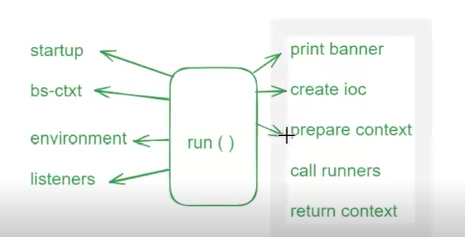 startup
bs-ctxt
environment
listeners
run ( )
print banner
create ioc
prepare context
call runners
return context